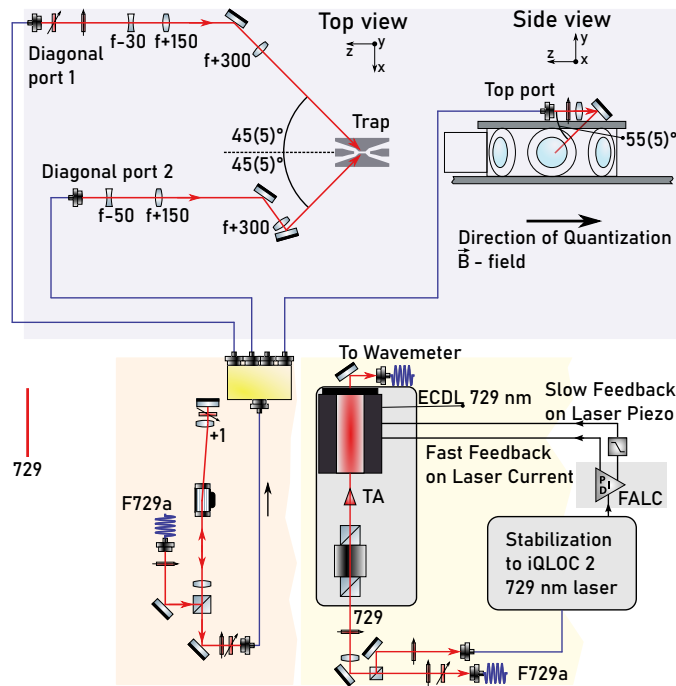 Diagonal
port 1
f-30
f+150
f+300
Top view
z
y
x
45(5)°
45(5)°
Trap
Side view
y
z
x
Top port
55(5)°
Diagonal port 2
f-50
f+150
f+300
Direction of Quantization
B - field
729
+1
F729a
To Wavemeter
ECDL 729 nm
Slow Feedback
on Laser Piezo
Fast Feedback
on Laser Current
TA
P
I
D
FALC
Stabilization
to iQLOC 2
729 nm laser
729
F729a